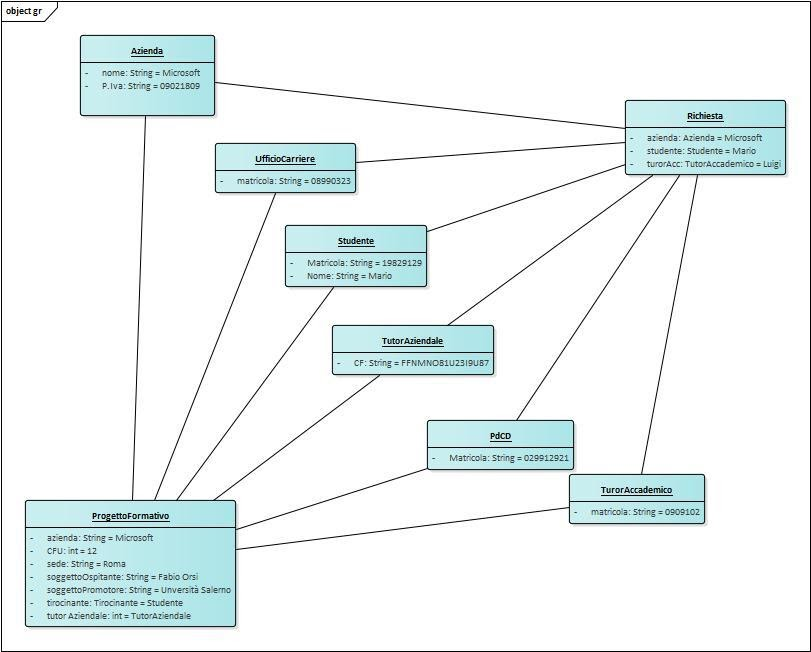 object gr
Azienda
- nome: String = Microsoft
- P.Iva: String = 09021809
Richiesta
- azienda: Azienda = Microsoft
- studente: Studente = Mario
- turorAcc: TutorAccademico = Luigi
UfficioCarriere
- matricola: String = 08990323
Studente
- Matricola: String = 19829129
- Nome: String = Mario
TutorAziendale
- CF: String = FFNMNO81U23I9U87
PdCD
- Matricola: String = 029912921
TurorAccademico
- matricola: String = 0909102
ProgettoFormativo
- azienda: String = Microsoft
- CFU: int = 12
- sede: String = Roma
- soggettoOspitante: String = Fabio Orsi
- soggettoPromotore: String = Unversità Salerno
- tirocinante: Tirocinante = Studente
- tutor Aziendale: int = TutorAziendale